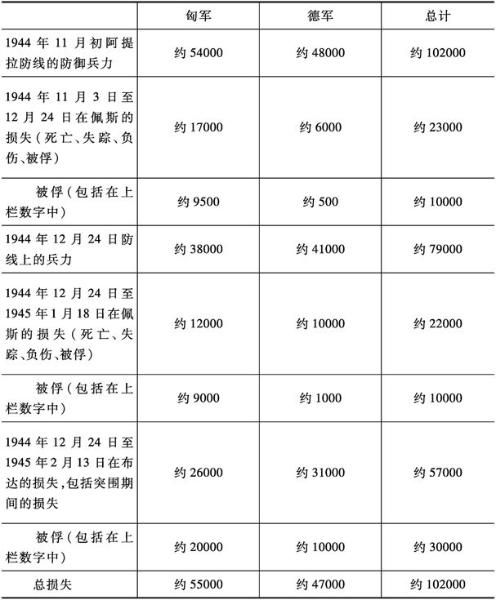 匈军 德军 总计
1944 年 11 月初阿提 约 54000 约 48000 约 102000
拉防线的防御兵力
1944 年 11 月 3 日至
12 月 24 日在佩斯的 约 17000 约 6000 约 23000
损失(死亡、失踪、负
伤、被俘)
被俘(包括在上 约 9500 约 500 约 10000
栏数字中)
1944 年 12 月 24 日防 约 38000 约 41000 约 79000
线上的兵力
1944 年 12 月 24 日至
1945 年 1 月 18 日在佩 约 12000 约 10000 约 22000
斯的损失(死亡、失
踪、负伤、被俘)
被俘(包括在上 约 9000 约 1000 约 10000
栏数字中)
1944 年 12 月 24 日至
1945 年 2 月 13 日在布 约 26000 约 31000 约 57000
达的损失,包括突围期
间的损失
被俘(包括在上 约 20000 约 10000 约 30000
栏数字中)
总损失 约 55000 约 47000 约 102000